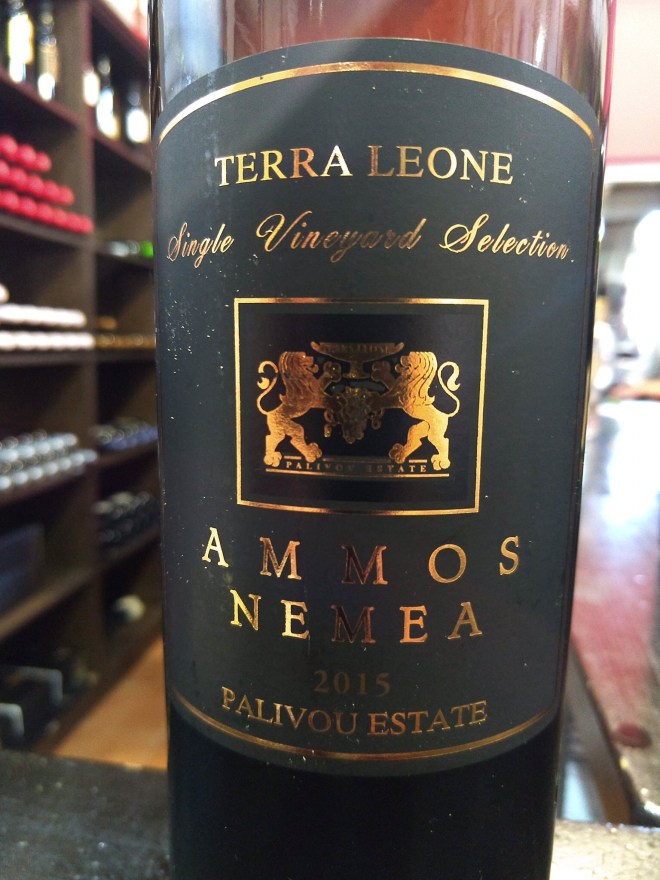 TERRA LEONE
Single Vineyard Selection
PALIVOU ESTATE
AMMOS
NEMEA
2015
PALIVOU ESTATE